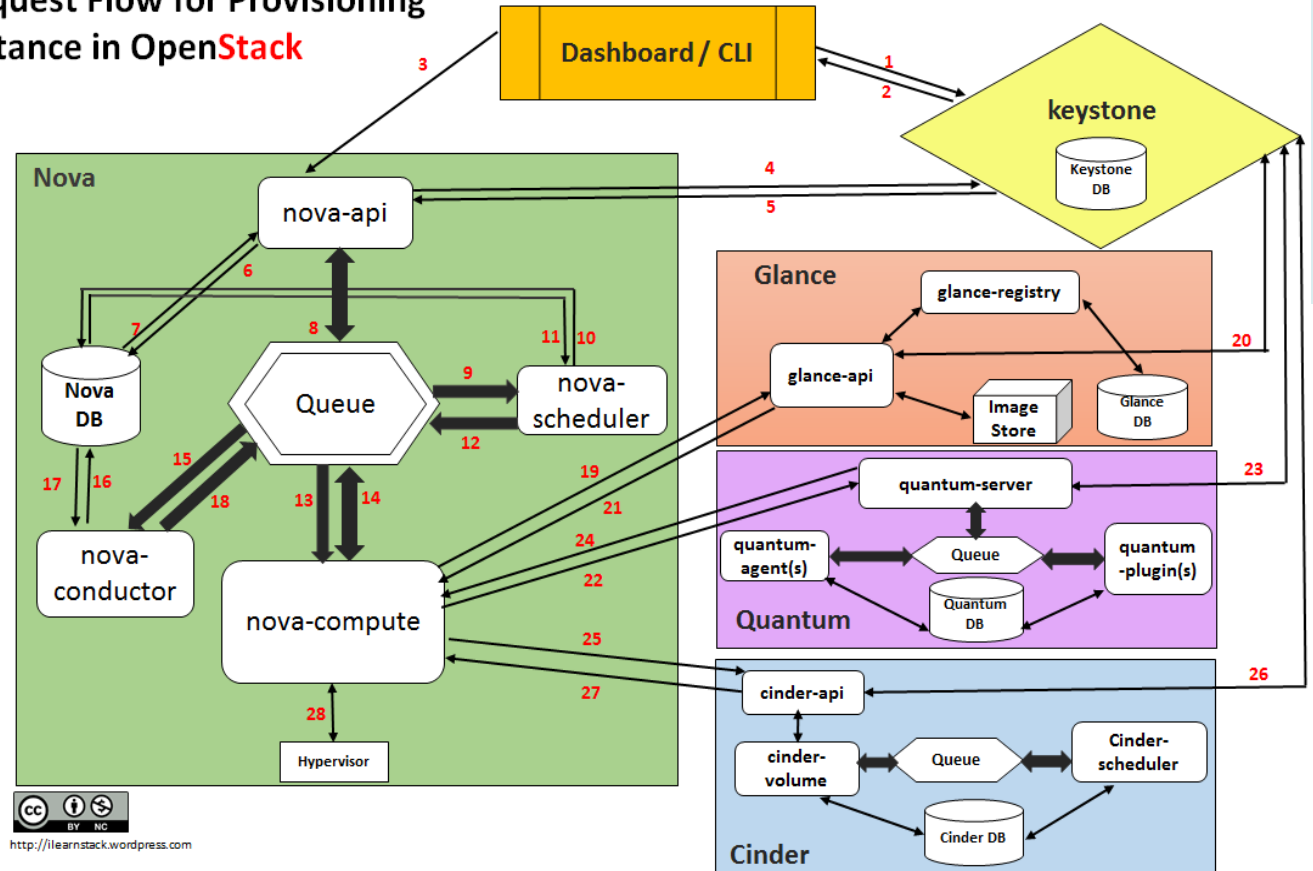 quest Flow for Provisioning
tance in OpenStack
Dashboard / CLI
1
2
3
keystone
Keystone
DB
4
5
Nova
nova-api
6
7
8
11
10
Nova
DB
Queue
9
12
nova-
scheduler
17
16
15
18
13
14
nova-
conductor
nova-compute
28
Hypervisor
19
21
24
22
25
27
Glance
glance-registry
glance-api
Image
Store
Glance
DB
20
quantum-server
23
quantum-
agent(s)
Queue
quantum
-plugin(s)
Quantum
DB
Quantum
cinder-api
26
cinder-
volume
Queue
Cinder-
scheduler
Cinder DB
Cinder
cc
BY NC
http://ilearnstack.wordpress.com